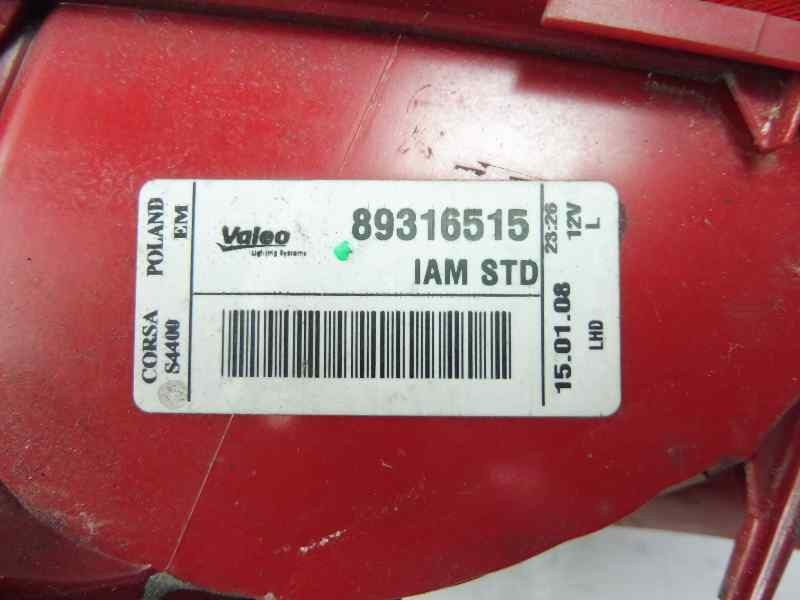 CORSA POLAND
S4400 EM
Valeo
Lighting Systems
89316515
IAM STD
23:26 12V
L
15.01.08
LHD